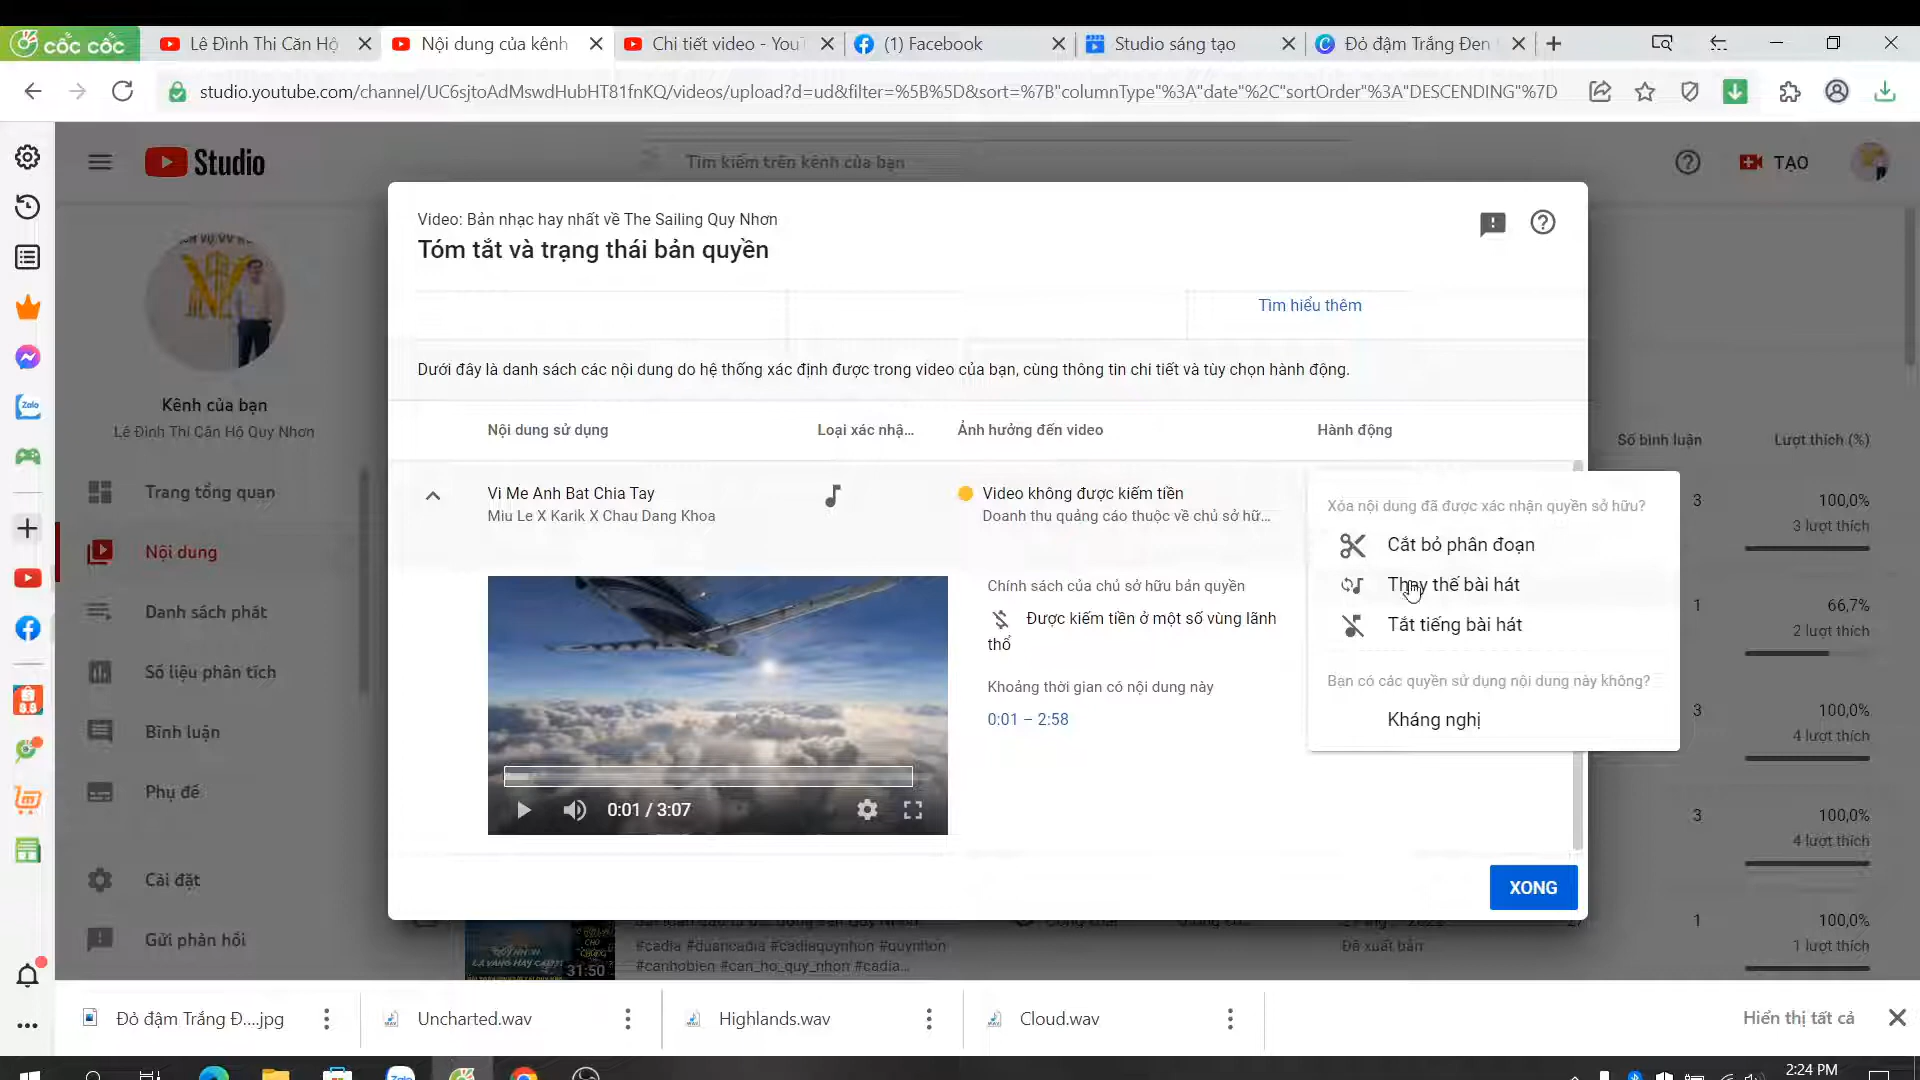 cốc cốc
Lê Đình Thi Căn Hộ
Nội dung của kênh
Chi tiết video - You
(1) Facebook
Studio sáng tạo
Đỏ đậm Trắng Đen
studio.youtube.com/channel/UC6sjtoAdMswdHubHT81fnKQ/videos/upload?d=ud&filter=%5B%5D&sort=%7B"columnType"%3A"date"%2C"sortOrder"%3A"DESCENDING"%7D
Studio
Tìm kiếm trên kênh của bạn
TẠO
Video: Bản nhạc hay nhất về The Sailing Quy Nhơn
Tóm tắt và trạng thái bản quyền
Tìm hiểu thêm
Dưới đây là danh sách các nội dung do hệ thống xác định được trong video của bạn, cùng thông tin chi tiết và tùy chọn hành động.
Nội dung sử dụng
Loại xác nhậ...
Ảnh hưởng đến video
Hành động
Vi Me Anh Bat Chia Tay
Miu Le X Karik X Chau Dang Khoa
Video không được kiếm tiền
Doanh thu quảng cáo thuộc về chủ sở hữ...
Chính sách của chủ sở hữu bản quyền
Được kiếm tiền ở một số vùng lãnh
thổ
Khoảng thời gian có nội dung này
0:01 – 2:58
0:01 / 3:07
Xóa nội dung đã được xác nhận quyền sở hữu?
Cắt bỏ phân đoạn
Thay thế bài hát
Tắt tiếng bài hát
Bạn có các quyền sử dụng nội dung này không?
Kháng nghị
XONG
Kênh của bạn
Lê Đình Thi Căn Hộ Quy Nhơn
Trang tổng quan
Nội dung
Danh sách phát
Số liệu phân tích
Bình luận
Phụ đề
Cài đặt
Gửi phản hồi
Số bình luận
Lượt thích (%)
3
100,0%
3 lượt thích
1
66,7%
2 lượt thích
3
100,0%
4 lượt thích
3
100,0%
4 lượt thích
1
100,0%
1 lượt thích
#cadia #duancadia #cadiaquynhon #quynhon
#canhobien #can_ho_quy_nhon #cadia...
Đã xuất bản
31:50
Zalo
8.8
Đỏ đậm Trắng Đ....jpg
Uncharted.wav
Highlands.wav
Cloud.wav
Hiển thị tất cả
Zalo
2:24 PM